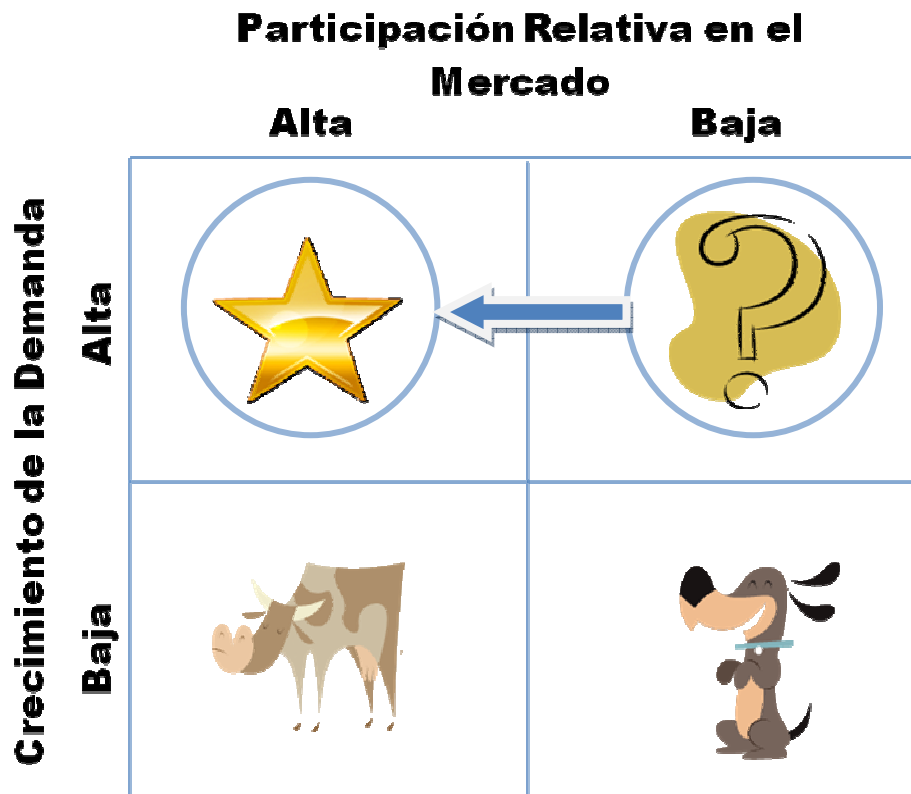 Participación Relativa en el
Mercado
Alta
Baja
Crecimiento de la Demanda
Alta
Baja
?